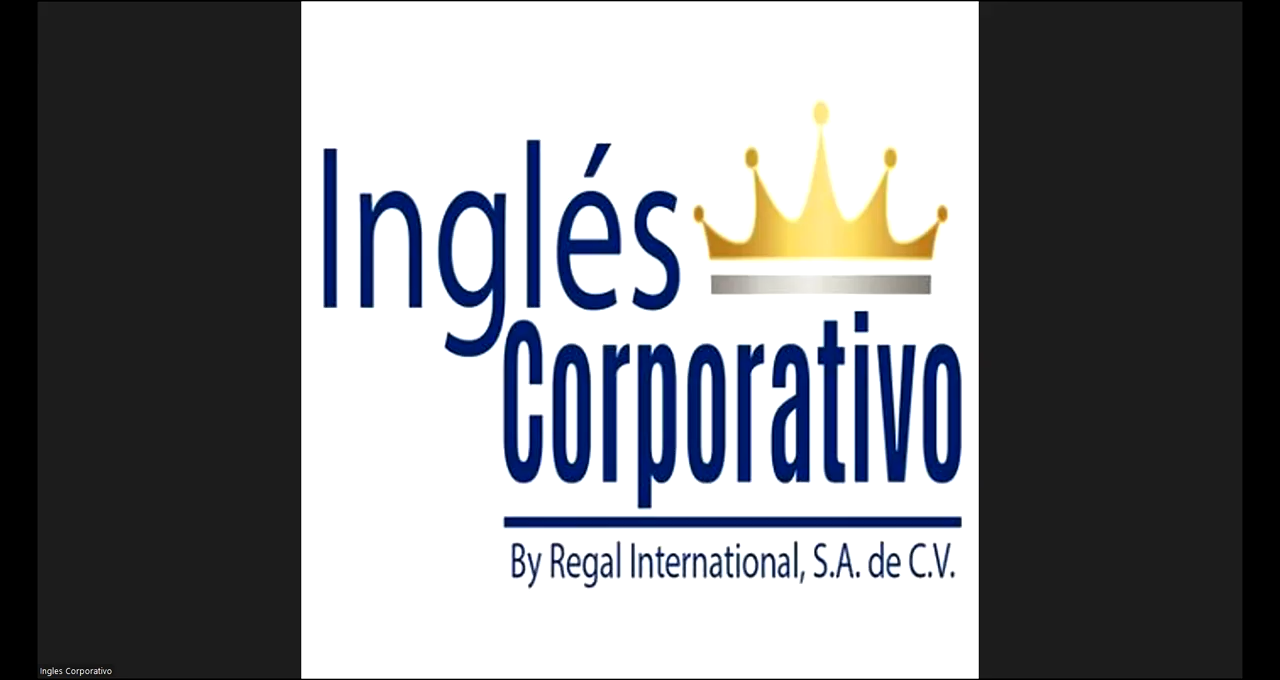 Inglés
Corporativo
By Regal International, S.A. de C.V.
Ingles Corporativo